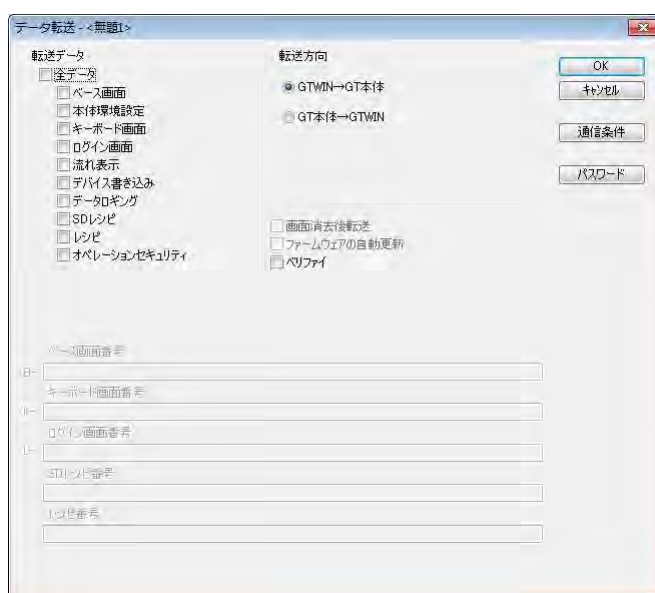 データ転送 - <無題1>
転送データ
全データ
ベース画面
本体環境設定
キーボード画面
ログイン画面
流れ表示
デバイス書き込み
データロギング
SDレシピ
レシピ
オペレーションセキュリティ
転送方向
GTWIN→GT本体
GT本体→GTWIN
画面消去後転送
ファームウェアの自動更新
ベリファイ
OK
キャンセル
通信条件
パスワード
ベース画面番号
B-
キーボード画面番号
K-
ログイン画面番号
L-
SDレシピ番号
レシピ番号